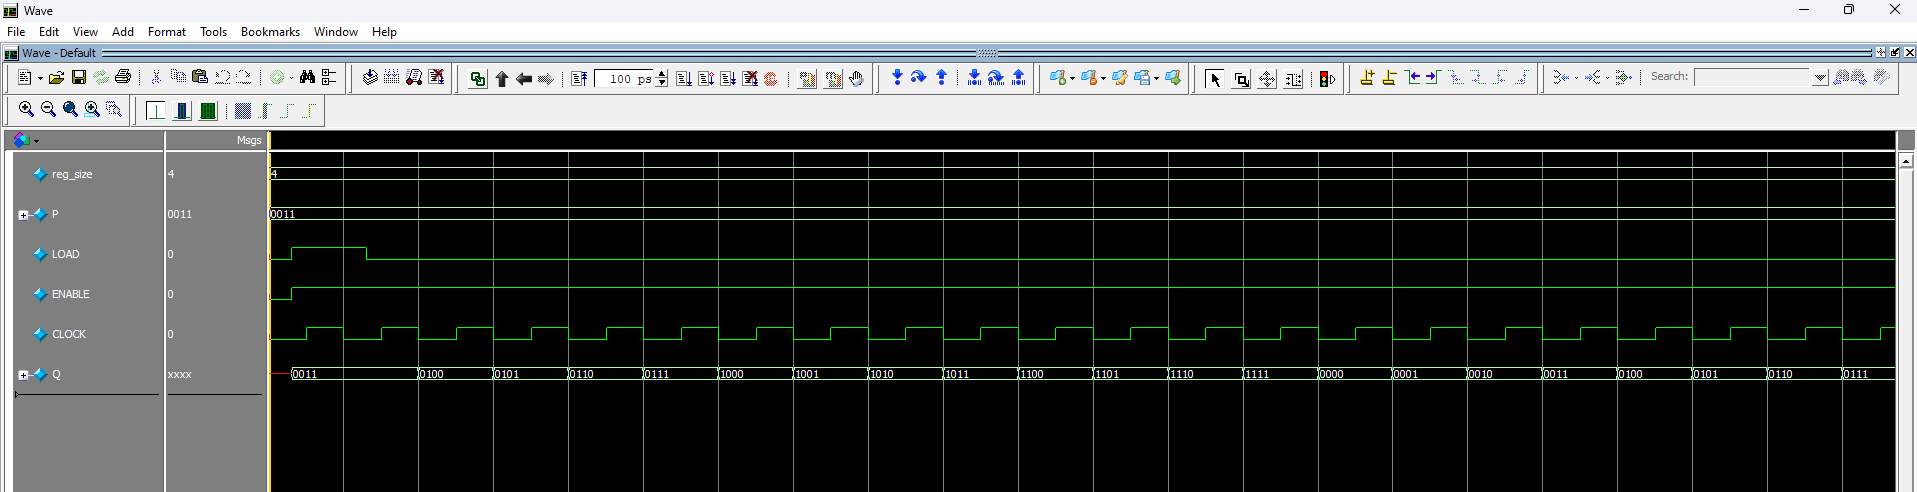 Wave
File Edit View Add Format Tools Bookmarks Window Help
Wave - Default
100 ps
Search:
Msgs
reg_size 4 4
P 0011 0011
LOAD 0
ENABLE 0
CLOCK 0
Q xxxx 0011 0100 0101 0110 0111 1000 1001 1010 1011 1100 1101 1110 1111 0000 0001 0010 0011 0100 0101 0110 0111